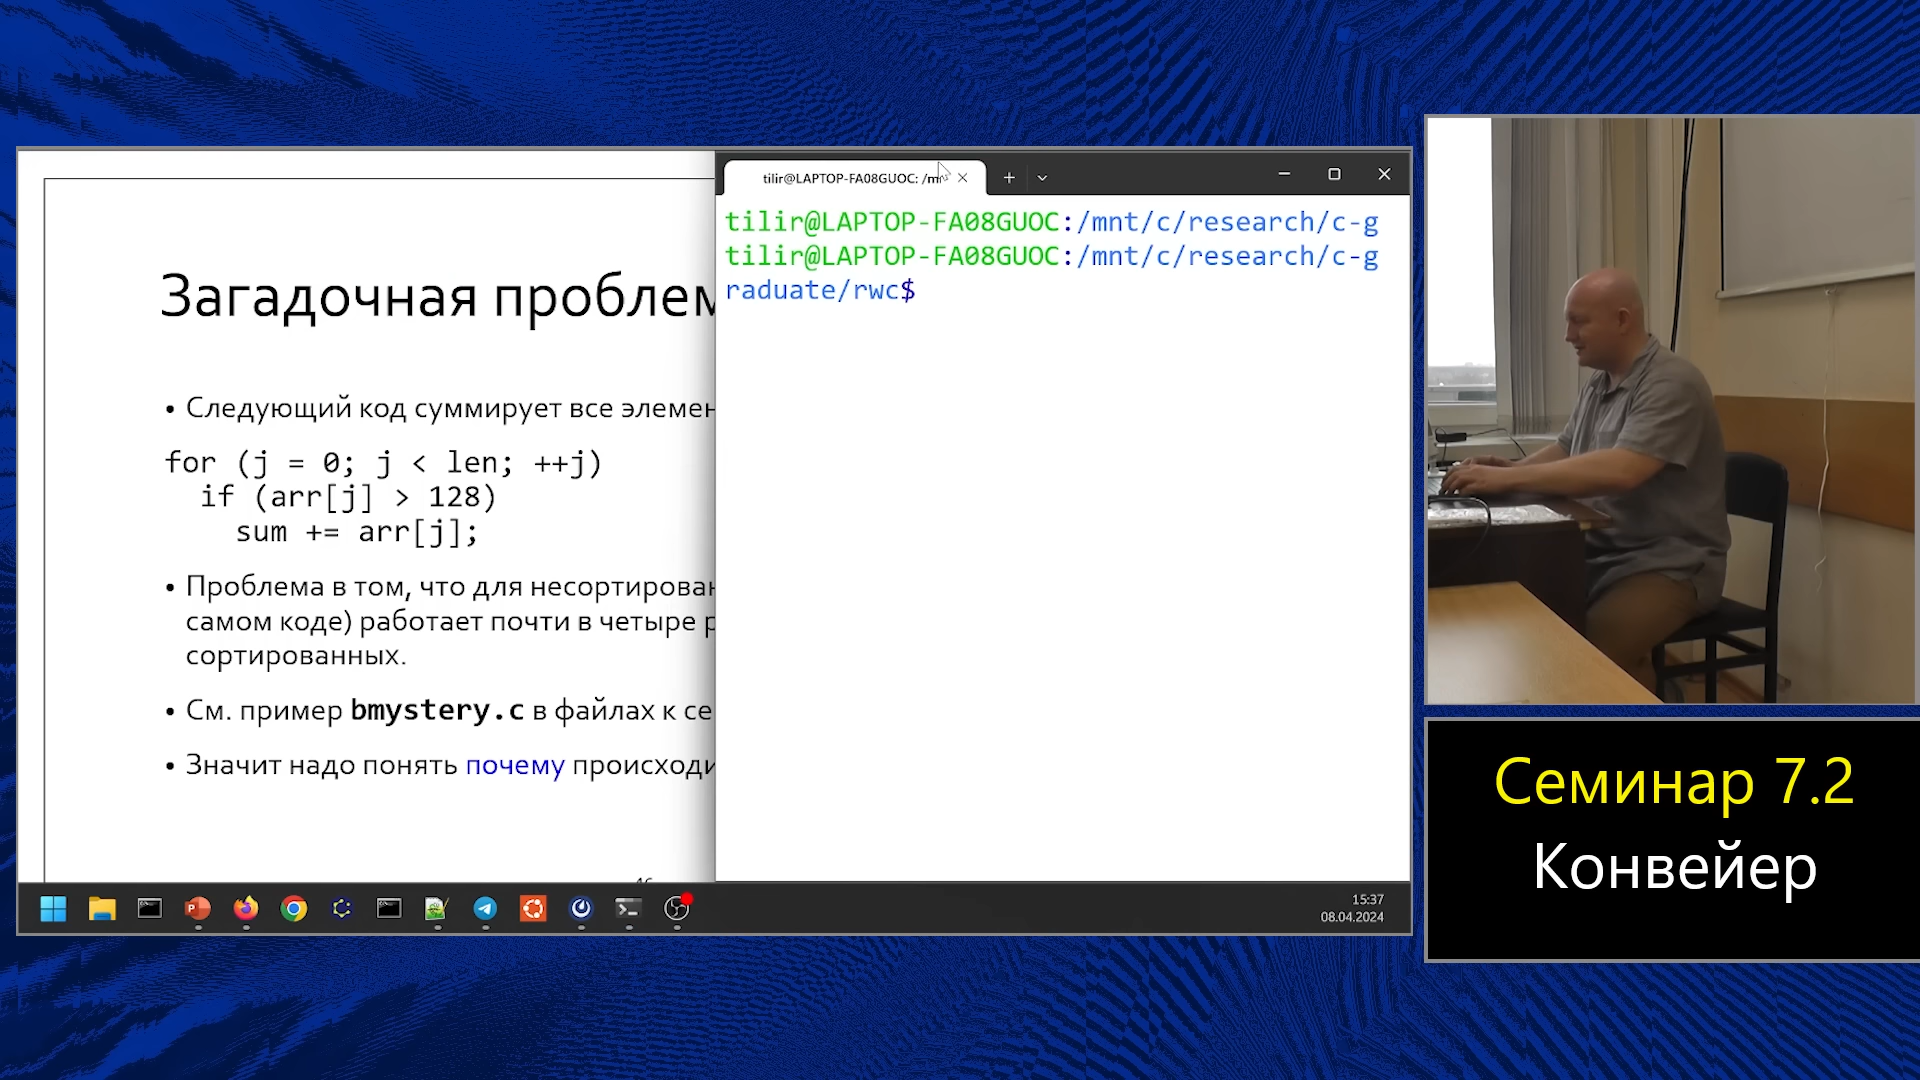 Загадочная проблем
• Следующий код суммирует все элемен
for (j = 0; j < len; ++j)
if (arr[j] > 128)
sum += arr[j];
• Проблема в том, что для несортирован
самом коде) работает почти в четыре р
сортированных.
• См. пример bmystery.c в файлах к се
• Значит надо понять почему происходи
tilir@LAPTOP-FA08GUOC: /m
tilir@LAPTOP-FA08GUOC:/mnt/c/research/c-g
tilir@LAPTOP-FA08GUOC:/mnt/c/research/c-g
raduate/rwc$
15:37
08.04.2024
Семинар 7.2
Конвейер